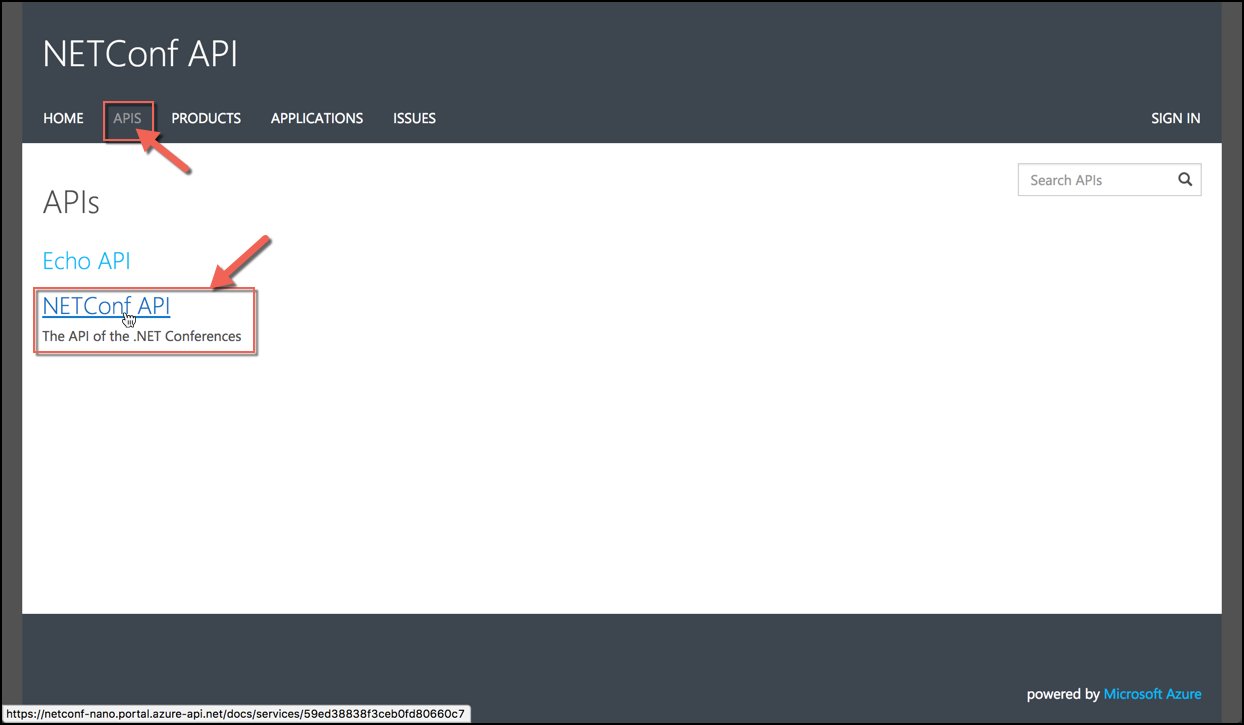 NETConf API
HOME APIS PRODUCTS APPLICATIONS ISSUES SIGN IN
Search APIs
APIs
Echo API
NETConf API
The API of the .NET Conferences
powered by Microsoft Azure
https://netconf-nano.portal.azure-api.net/docs/services/59ed38838f3ceb0fd80660c7